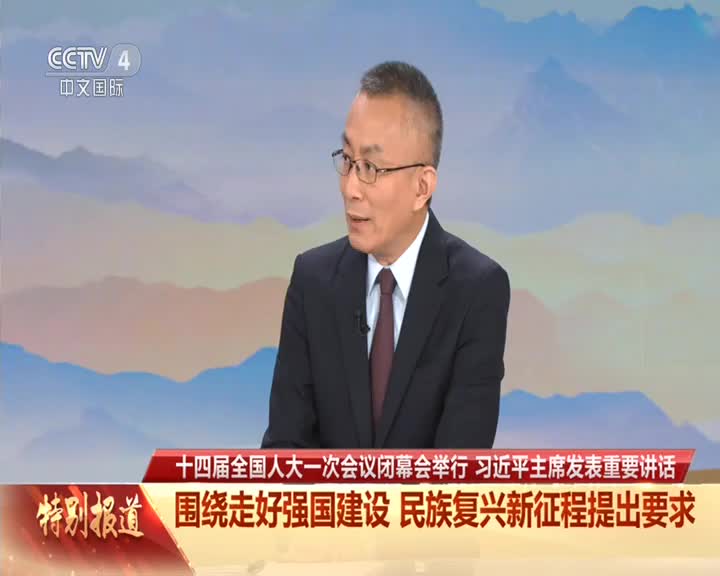 CCTV 4
中文国际
十四届全国人大一次会议闭幕会举行 习近平主席发表重要讲话
特别报道
围绕走好强国建设 民族复兴新征程提出要求